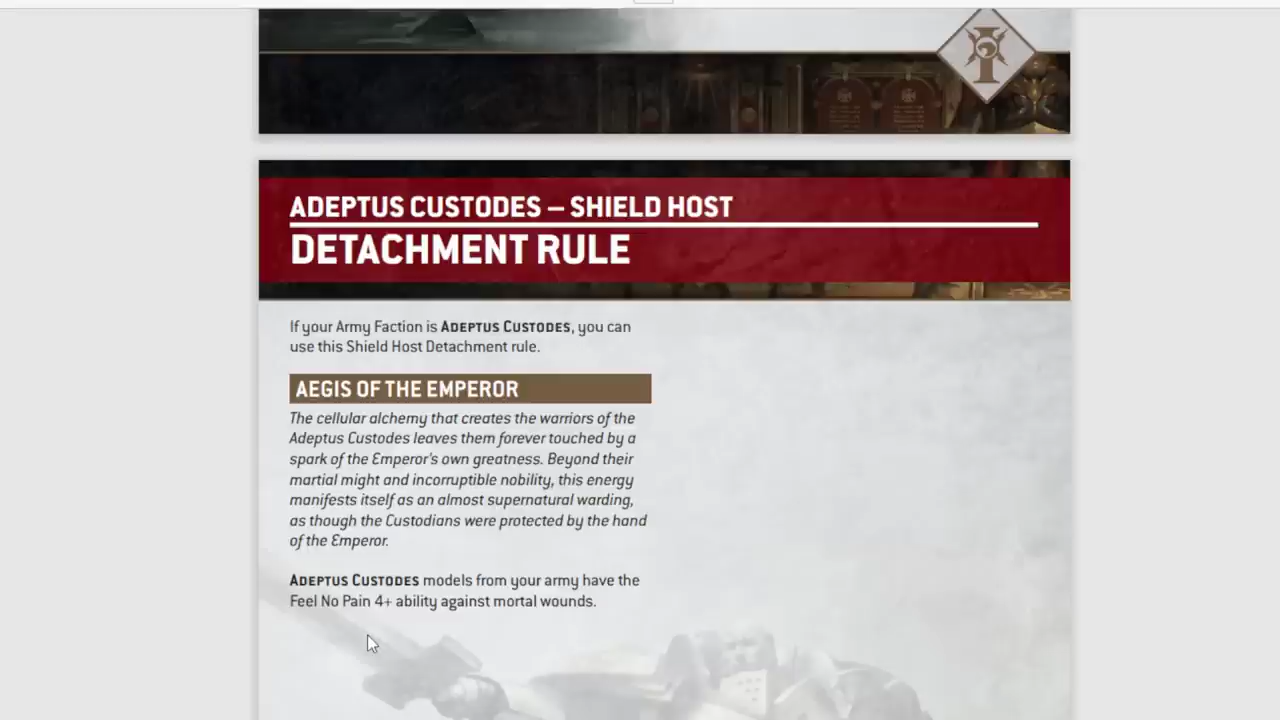 ADEPTUS CUSTODES – SHIELD HOST
DETACHMENT RULE
If your Army Faction is ADEPTUS CUSTODES, you can
use this Shield Host Detachment rule.
AEGIS OF THE EMPEROR
The cellular alchemy that creates the warriors of the
Adeptus Custodes leaves them forever touched by a
spark of the Emperor's own greatness. Beyond their
martial might and incorruptible nobility, this energy
manifests itself as an almost supernatural warding,
as though the Custodians were protected by the hand
of the Emperor.
ADEPTUS CUSTODES models from your army have the
Feel No Pain 4+ ability against mortal wounds.